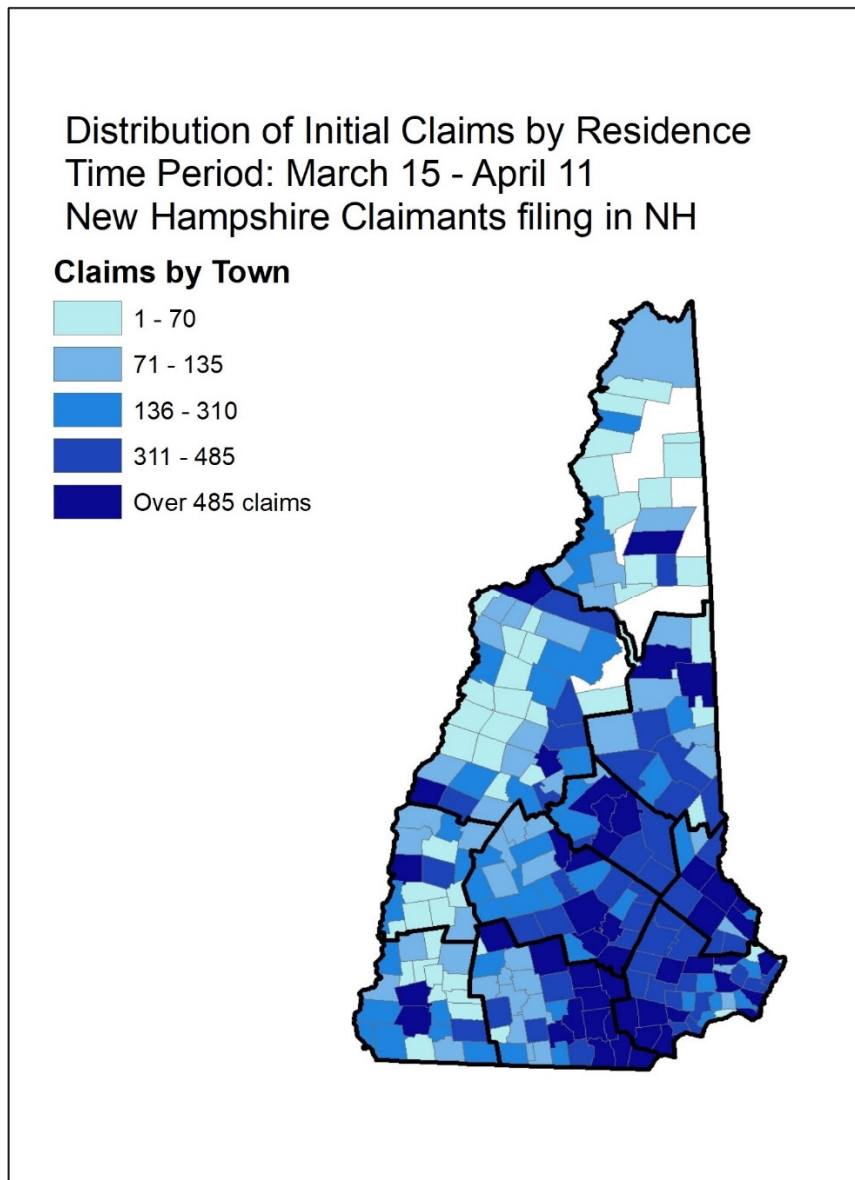 Distribution of Initial Claims by Residence
Time Period: March 15 - April 11
New Hampshire Claimants filing in NH
Claims by Town
1 - 70
71 - 135
136 - 310
311 - 485
Over 485 claims